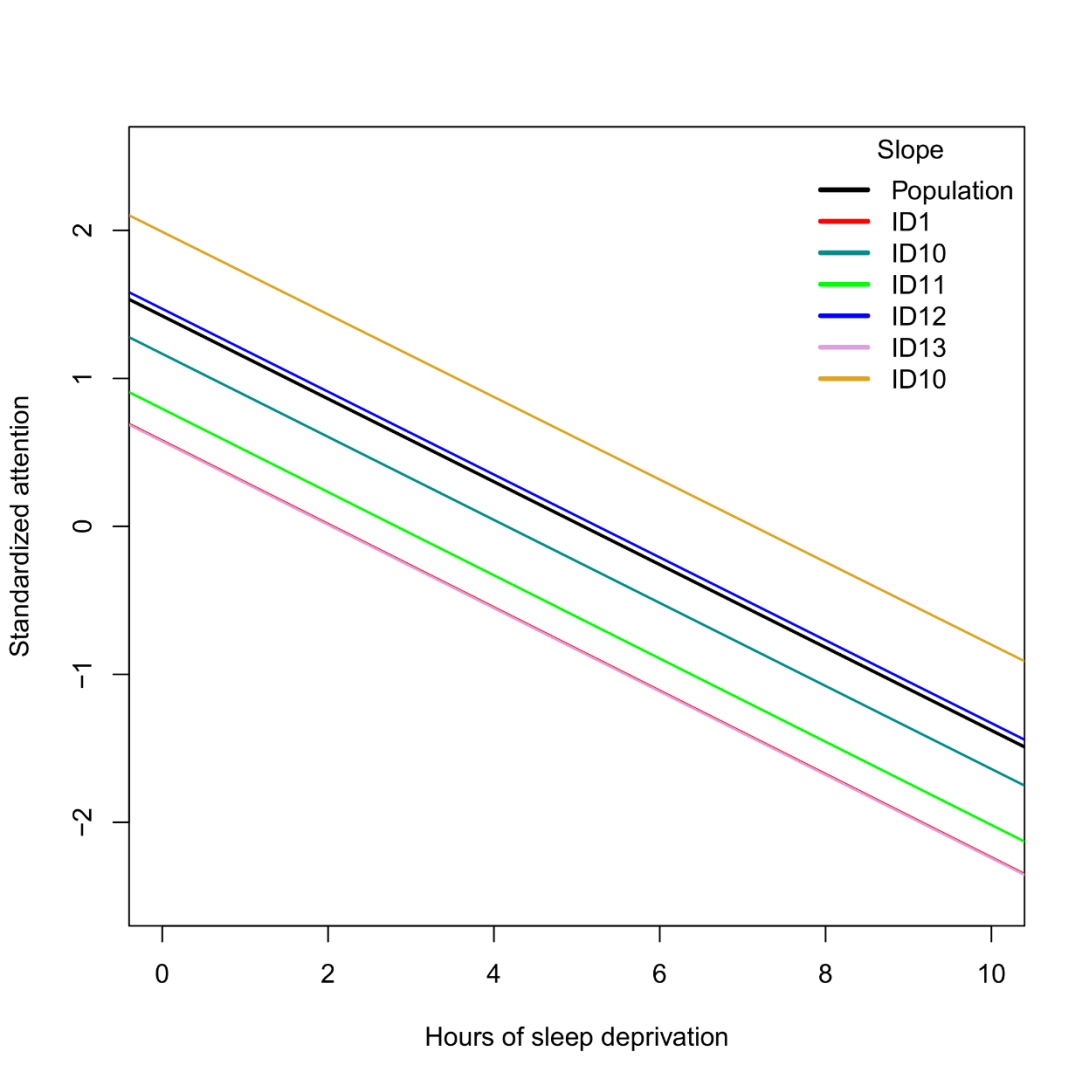 Slope
Population
ID1
ID10
ID11
ID12
ID13
ID10
2
1
0
−1
−2
Standardized attention
0 2 4 6 8 10
Hours of sleep deprivation